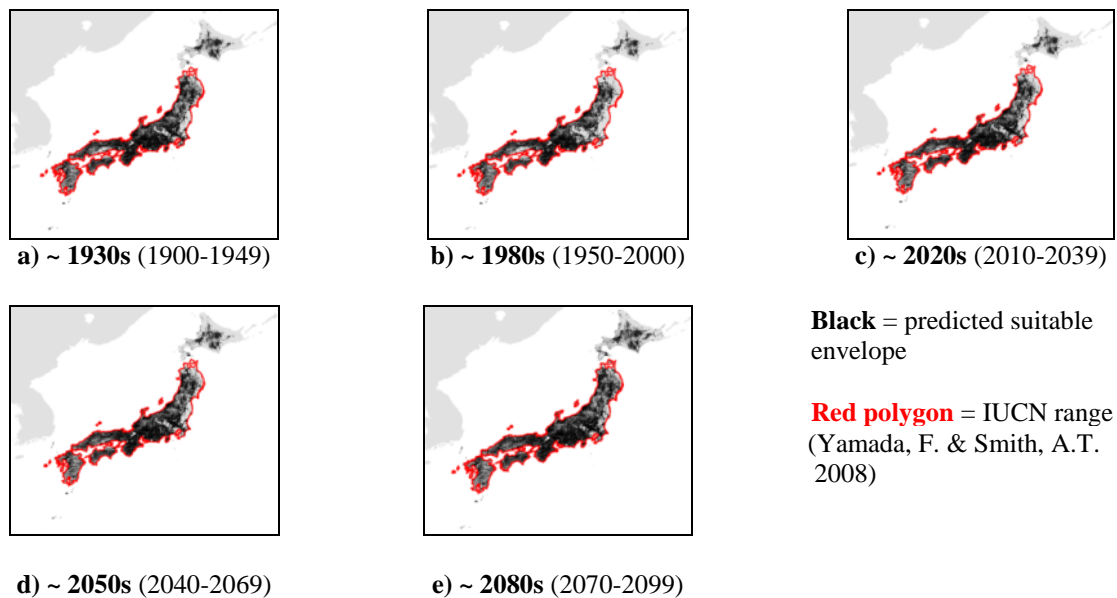 a) ~ 1930s (1900-1949)
b) ~ 1980s (1950-2000)
c) ~ 2020s (2010-2039)
Black = predicted suitable
envelope
Red polygon = IUCN range
(Yamada, F. & Smith, A.T.
2008)
d) ~ 2050s (2040-2069)
e) ~ 2080s (2070-2099)